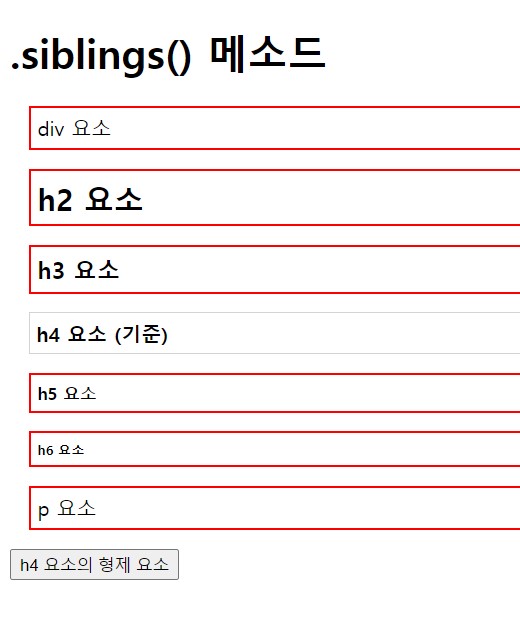 .siblings() 메소드
div 요소
h2 요소
h3 요소
h4 요소 (기준)
h5 요소
h6 요소
p 요소
h4 요소의 형제 요소